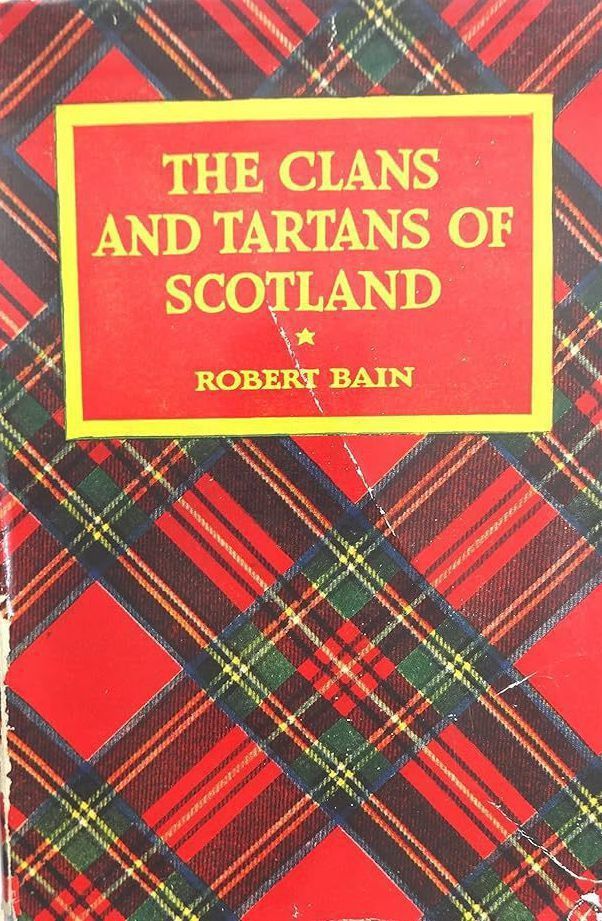 THE CLANS
AND TARTANS OF
SCOTLAND
ROBERT BAIN